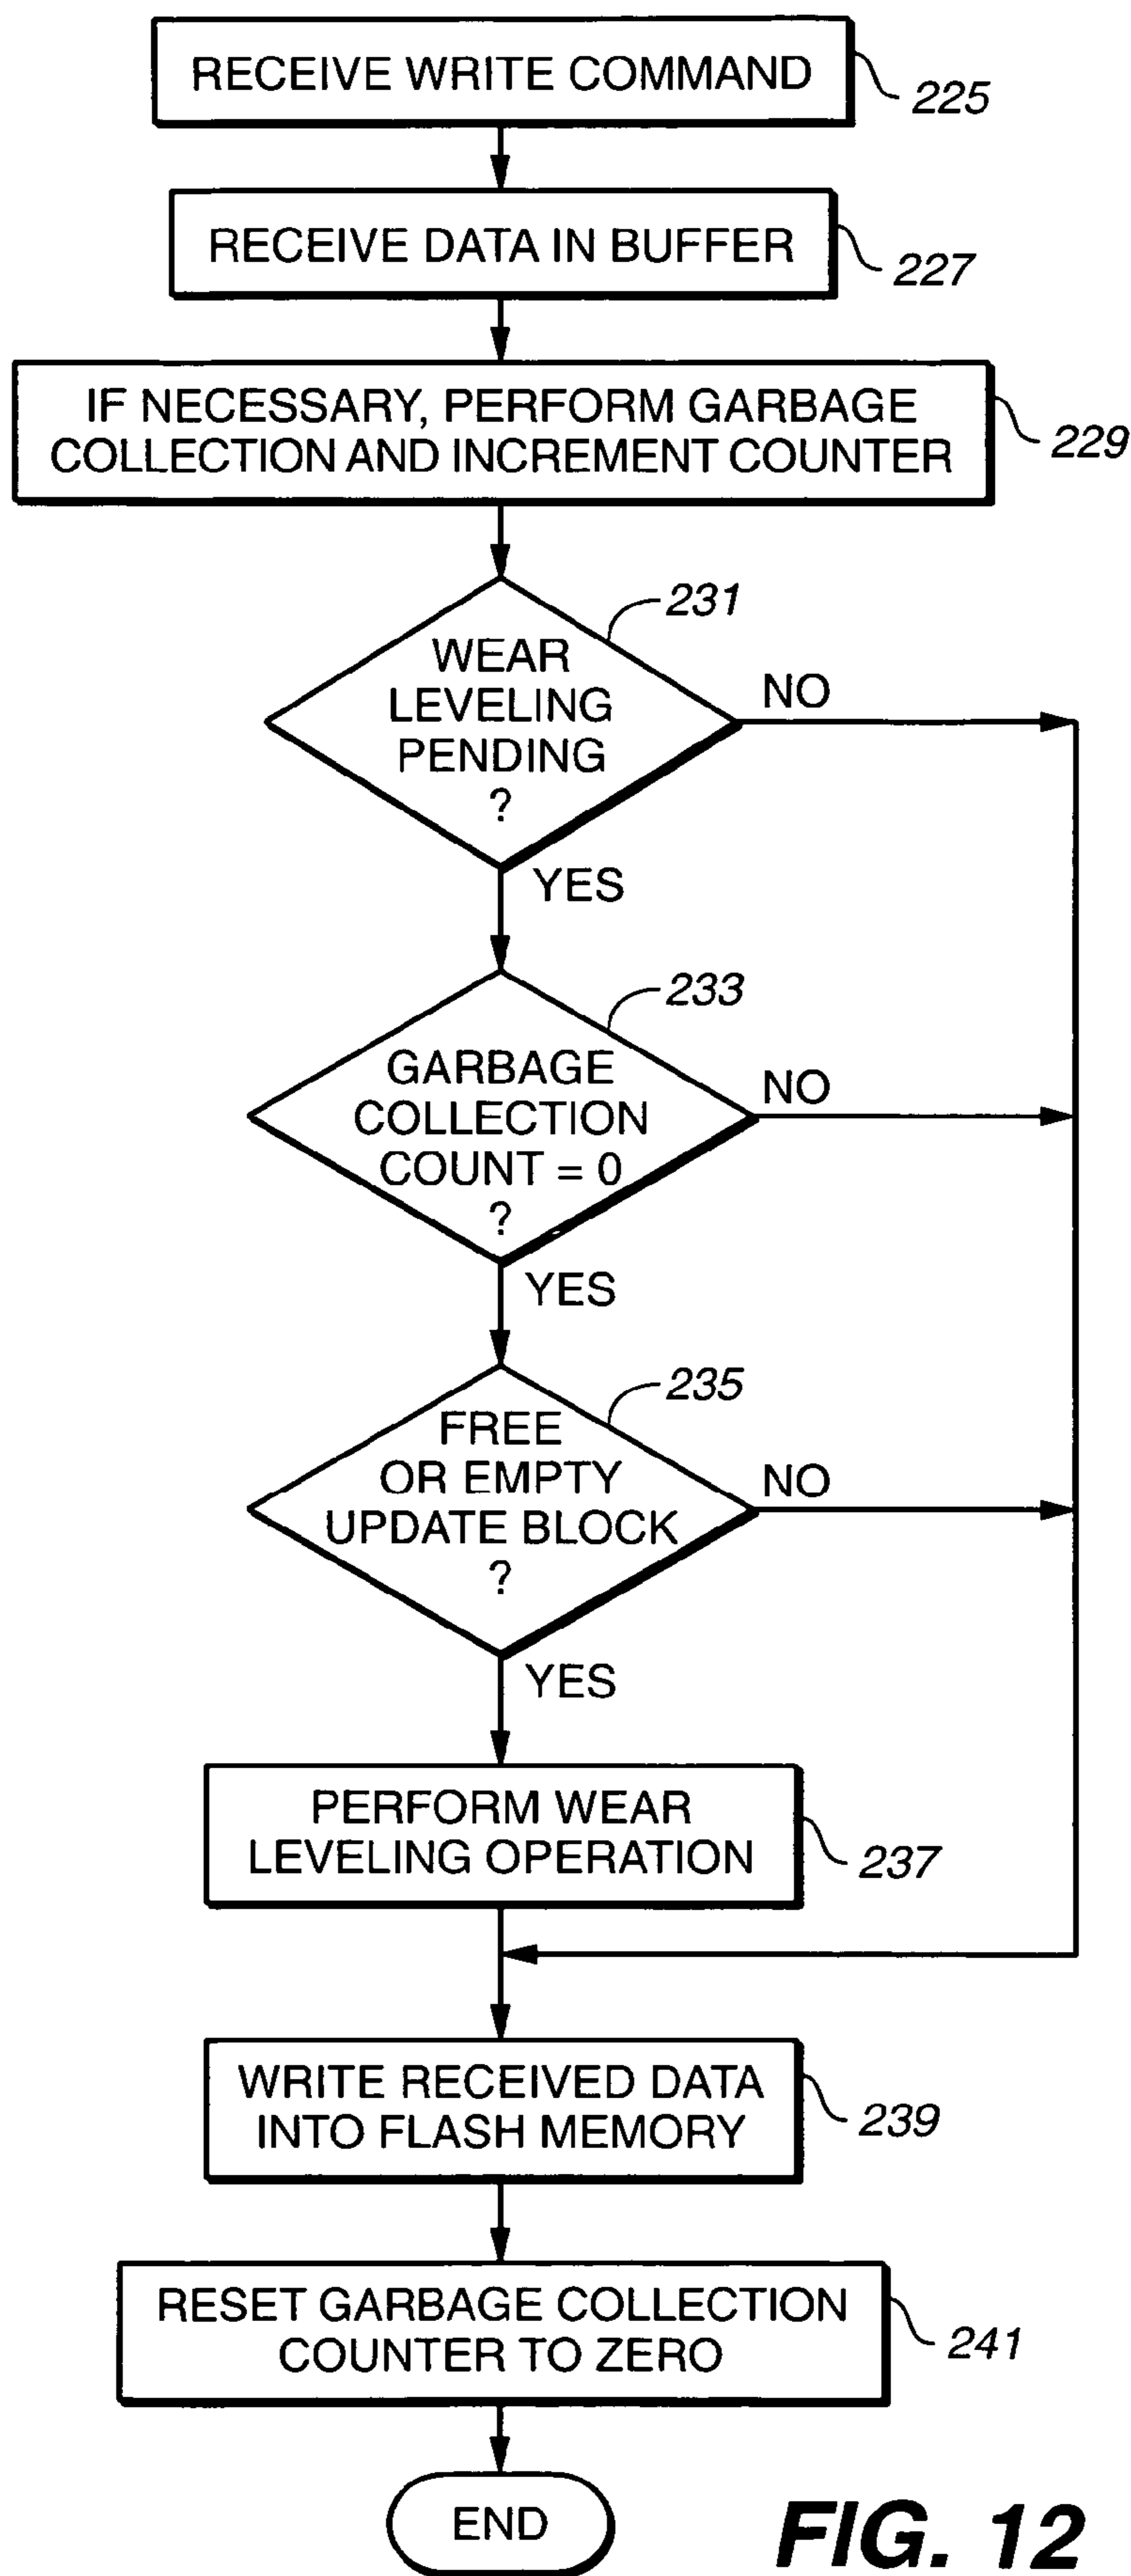 RECEIVE WRITE COMMAND
225
RECEIVE DATA IN BUFFER
227
IF NECESSARY, PERFORM GARBAGE
COLLECTION AND INCREMENT COUNTER
229
231
WEAR
LEVELING
PENDING
?
NO
YES
233
GARBAGE
COLLECTION
COUNT = 0
?
NO
YES
235
FREE
OR EMPTY
UPDATE BLOCK
?
NO
YES
PERFORM WEAR
LEVELING OPERATION
237
WRITE RECEIVED DATA
INTO FLASH MEMORY
239
RESET GARBAGE COLLECTION
COUNTER TO ZERO
241
END
FIG. 12